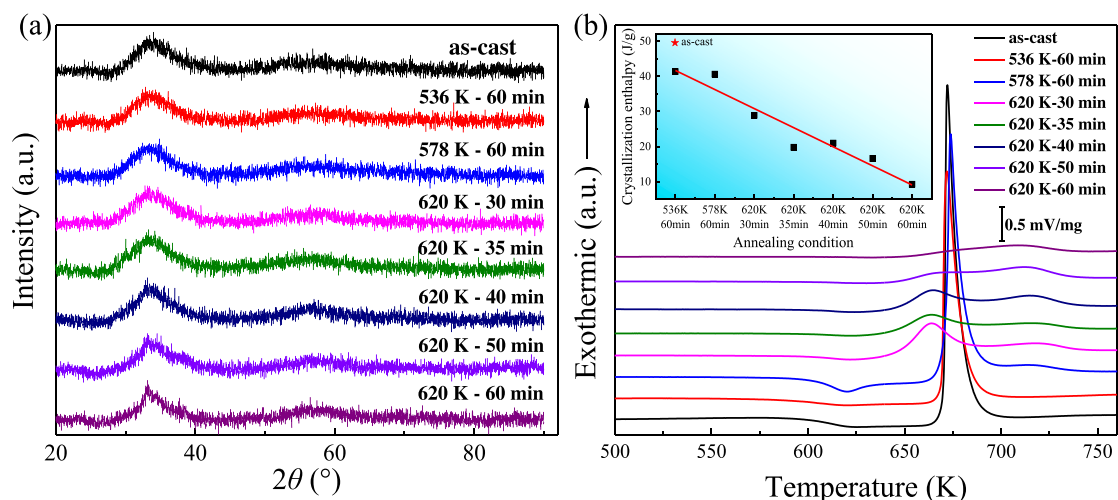 (a)
Intensity (a.u.)
as-cast
536 K - 60 min
578 K - 60 min
620 K - 30 min
620 K - 35 min
620 K - 40 min
620 K - 50 min
620 K - 60 min
20 40 60 80
2θ (°)
(b)
Exothermic (a.u.)
Crystallization enthalpy (J/g)
50
40
30
20
10
as-cast
536K 578K 620K 620K 620K 620K 620K
60min 60min 30min 35min 40min 50min 60min
Annealing condition
as-cast
536 K-60 min
578 K-60 min
620 K-30 min
620 K-35 min
620 K-40 min
620 K-50 min
620 K-60 min
0.5 mV/mg
500 550 600 650 700 750
Temperature (K)